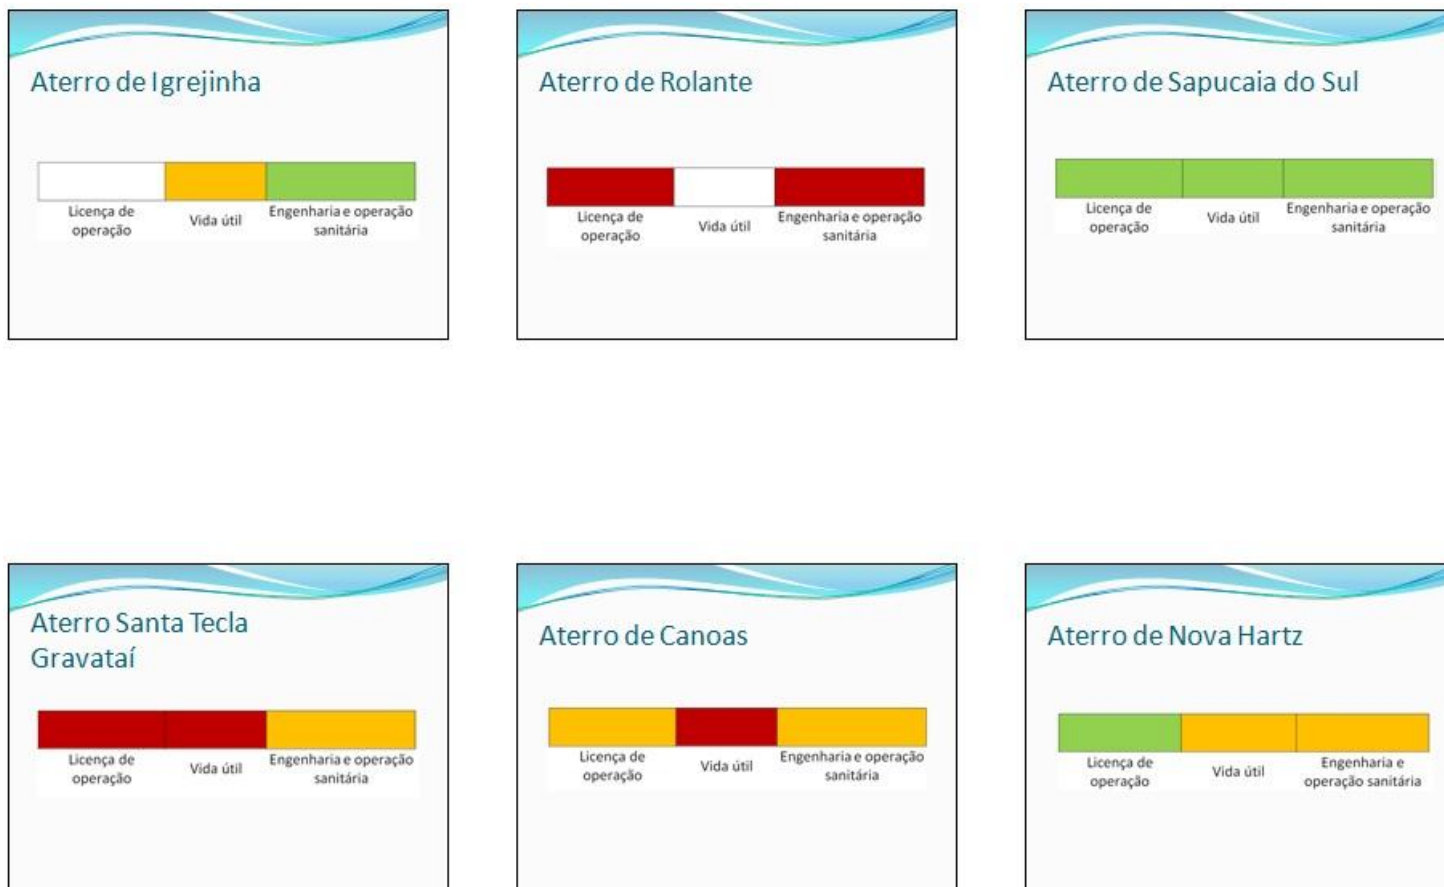 Aterro de Igrejinha
Licença de
operação
Vida útil
Engenharia e operação
sanitária
Aterro de Rolante
Licença de
operação
Vida útil
Engenharia e operação
sanitária
Aterro de Sapucaia do Sul
Licença de
operação
Vida útil
Engenharia e operação
sanitária
Aterro Santa Tecla
Gravataí
Licença de
operação
Vida útil
Engenharia e operação
sanitária
Aterro de Canoas
Licença de
operação
Vida útil
Engenharia e operação
sanitária
Aterro de Nova Hartz
Licença de
operação
Vida útil
Engenharia e
operação sanitária